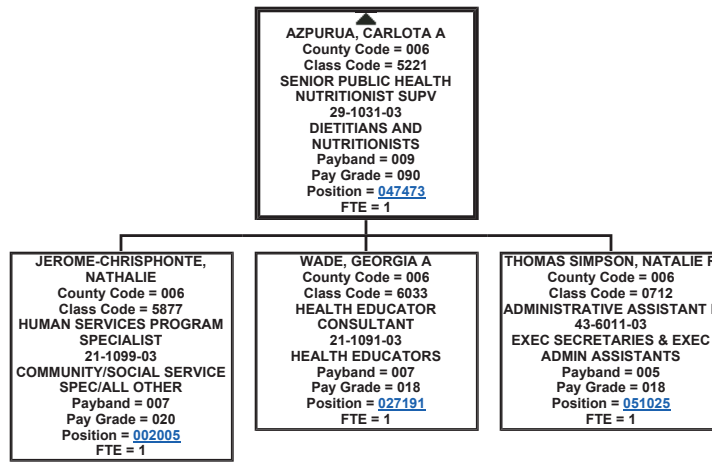 AZPURUA, CARLOTA A
County Code = 006
Class Code = 5221
SENIOR PUBLIC HEALTH
NUTRITIONIST SUPV
29-1031-03
DIETITIANS AND
NUTRITIONISTS
Payband = 009
Pay Grade = 090
Position = 047473
FTE = 1
JEROME-CHRISPHONTE,
NATHALIE
County Code = 006
Class Code = 5877
HUMAN SERVICES PROGRAM
SPECIALIST
21-1099-03
COMMUNITY/SOCIAL SERVICE
SPEC/ALL OTHER
Payband = 007
Pay Grade = 020
Position = 002005
FTE = 1
WADE, GEORGIA A
County Code = 006
Class Code = 6033
HEALTH EDUCATOR
CONSULTANT
21-1091-03
HEALTH EDUCATORS
Payband = 007
Pay Grade = 018
Position = 027191
FTE = 1
THOMAS SIMPSON, NATALIE
County Code = 006
Class Code = 0712
ADMINISTRATIVE ASSISTANT
43-6011-03
EXEC SECRETARIES & EXEC
ADMIN ASSISTANTS
Payband = 005
Pay Grade = 018
Position = 051025
FTE = 1